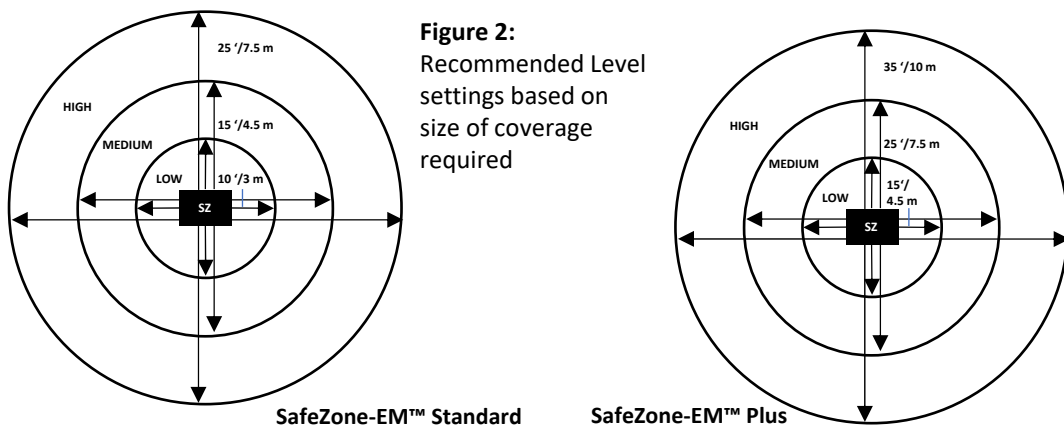 Figure 2:
Recommended Level
settings based on
size of coverage
required
25 ‘/7.5 m
HIGH
15 ‘/4.5 m
MEDIUM
LOW
10 ‘/3 m
SZ
SafeZone-EM™ Standard
35 ‘/10 m
HIGH
25 ‘/7.5 m
MEDIUM
LOW
15‘/
4.5 m
SZ
SafeZone-EM™ Plus